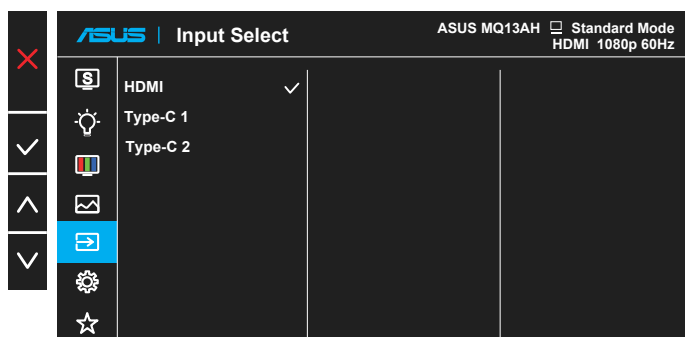 ASUS | Input Select
ASUS MQ13AH Standard Mode
HDMI 1080p 60Hz
S
HDMI
Type-C 1
Type-C 2